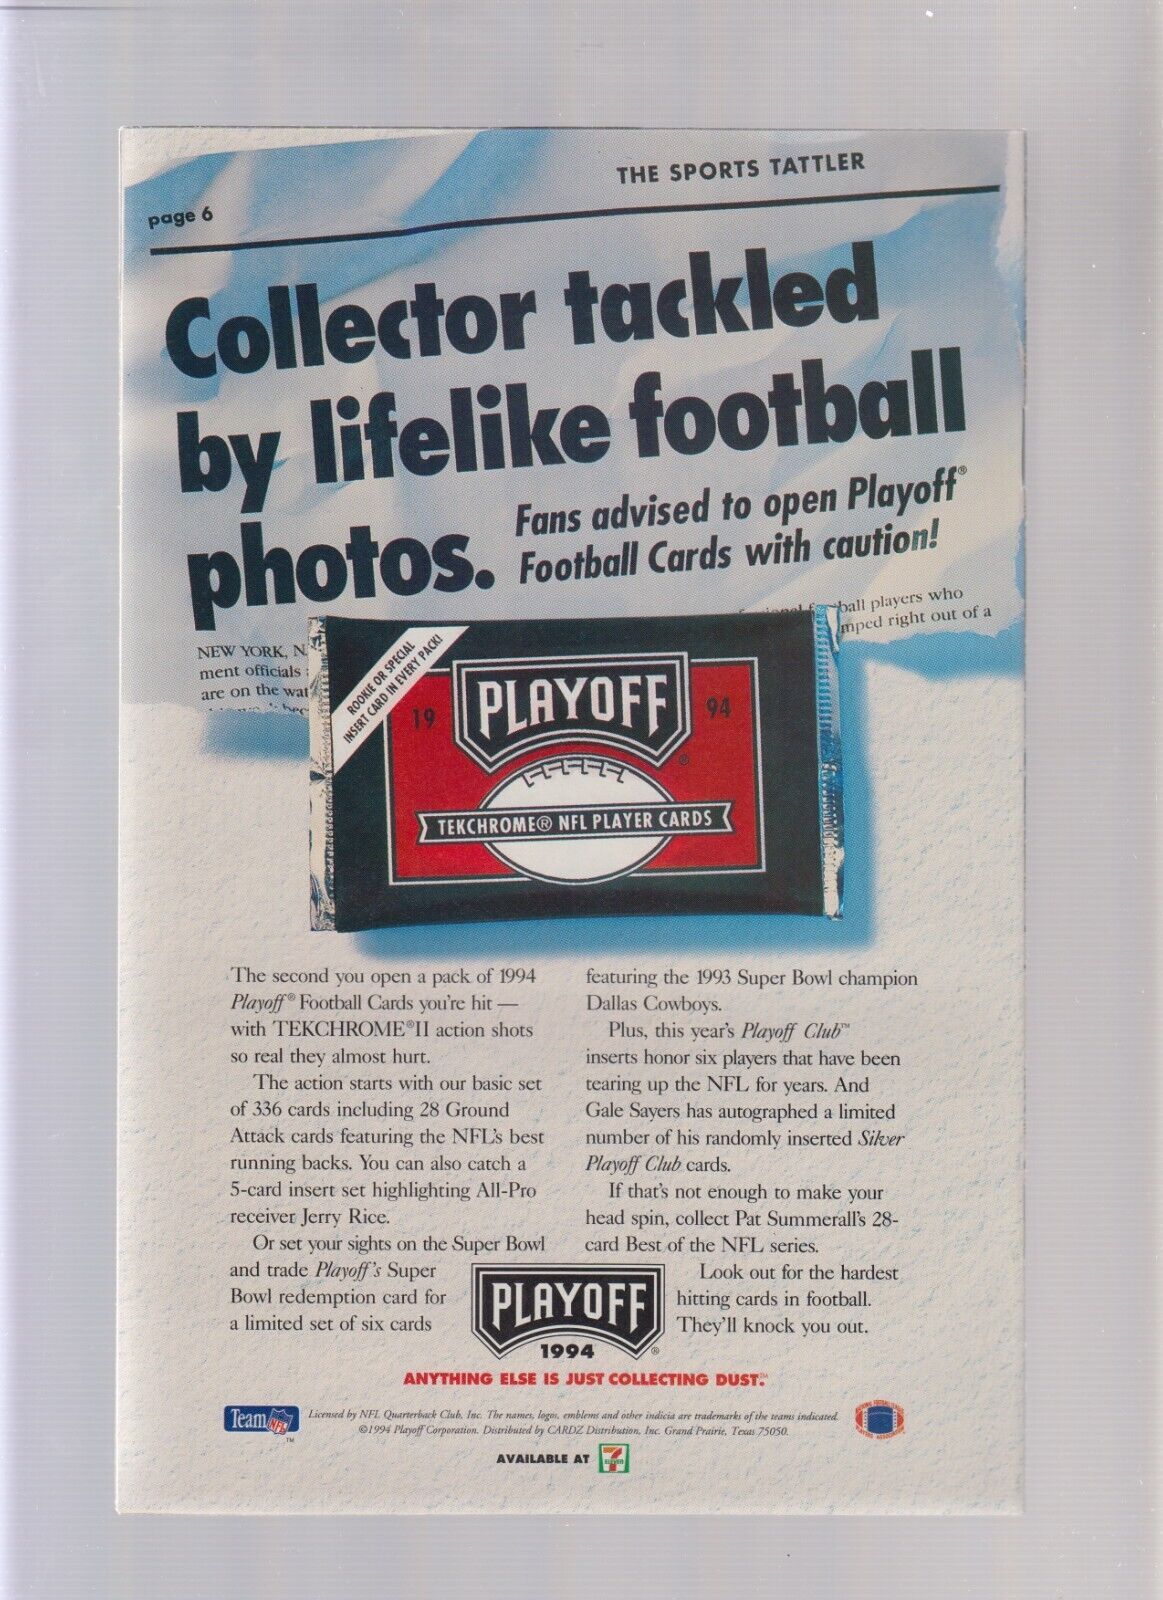 THE SPORTS TATTLER
page 6
Collector tackled
by lifelike football
photos.
Fans advised to open Playoff®
Football Cards with caution!
NEW YORK, N.
ment officials
are on the wat
ball players who
mped right out of a
ROOKIE OR SPECIAL
INSERT CARD IN EVERY PACK!
19 PLAYOFF® 94
TEKCHROME® NFL PLAYER CARDS
The second you open a pack of 1994
Playoff® Football Cards you're hit —
with TEKCHROME®II action shots
so real they almost hurt.
The action starts with our basic set
of 336 cards including 28 Ground
Attack cards featuring the NFL's best
running backs. You can also catch a
5-card insert set highlighting All-Pro
receiver Jerry Rice.
Or set your sights on the Super Bowl
and trade Playoff's Super
Bowl redemption card for
a limited set of six cards
featuring the 1993 Super Bowl champion
Dallas Cowboys.
Plus, this year's Playoff Club™
inserts honor six players that have been
tearing up the NFL for years. And
Gale Sayers has autographed a limited
number of his randomly inserted Silver
Playoff Club cards.
If that's not enough to make your
head spin, collect Pat Summerall's 28-
card Best of the NFL series.
Look out for the hardest
hitting cards in football.
They'll knock you out.
PLAYOFF
1994 ®
ANYTHING ELSE IS JUST COLLECTING DUST.
Team NFL ™
Licensed by NFL Quarterback Club, Inc. The names, logos, emblems and other indicia are trademarks of the teams indicated.
©1994 Playoff Corporation. Distributed by CARDZ Distribution, Inc. Grand Prairie, Texas 75050.
AVAILABLE AT 7 ELEVEN